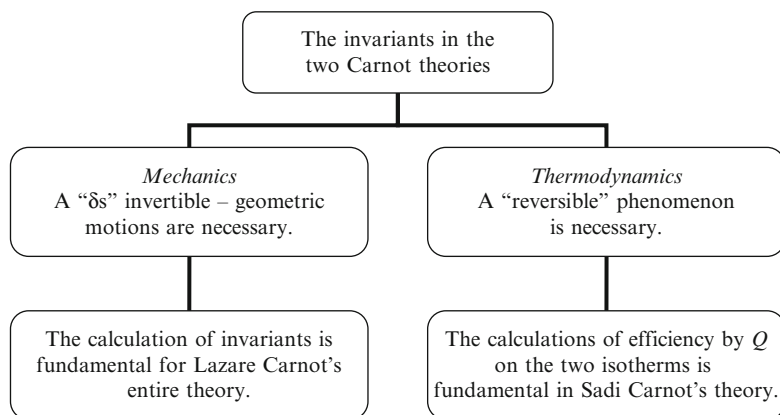 The invariants in the
two Carnot theories
Mechanics
A “δs” invertible – geometric
motions are necessary.
Thermodynamics
A “reversible” phenomenon
is necessary.
The calculation of invariants is
fundamental for Lazare Carnot’s
entire theory.
The calculations of efficiency by Q
on the two isotherms is
fundamental in Sadi Carnot’s theory.